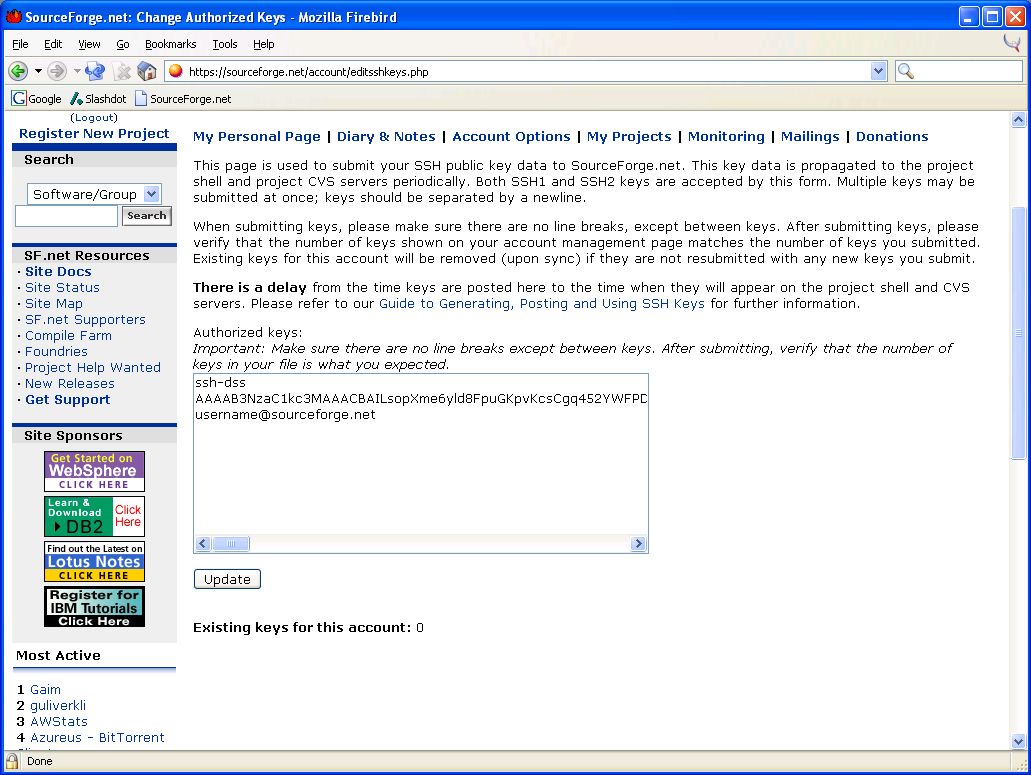 SourceForge.net: Change Authorized Keys - Mozilla Firebird
File Edit View Go Bookmarks Tools Help
https://sourceforge.net/account/editsshkeys.php
Google Slashdot SourceForge.net
(Logout)
Register New Project
Search
Software/Group
Search
SF.net Resources
· Site Docs
· Site Status
· Site Map
· SF.net Supporters
· Compile Farm
· Foundries
· Project Help Wanted
· New Releases
· Get Support
Site Sponsors
Get Started on
WebSphere
CLICK HERE
Learn &
Download
DB2
Click
Here
Find out the Latest on
Lotus Notes
CLICK HERE
Register for
IBM Tutorials
Click Here
Most Active
1 Gaim
2 guliverkli
3 AWStats
4 Azureus - BitTorrent
My Personal Page | Diary & Notes | Account Options | My Projects | Monitoring | Mailings | Donations
This page is used to submit your SSH public key data to SourceForge.net. This key data is propagated to the project
shell and project CVS servers periodically. Both SSH1 and SSH2 keys are accepted by this form. Multiple keys may be
submitted at once; keys should be separated by a newline.
When submitting keys, please make sure there are no line breaks, except between keys. After submitting keys, please
verify that the number of keys shown on your account management page matches the number of keys you submitted.
Existing keys for this account will be removed (upon sync) if they are not resubmitted with any new keys you submit.
There is a delay from the time keys are posted here to the time when they will appear on the project shell and CVS
servers. Please refer to our Guide to Generating, Posting and Using SSH Keys for further information.
Authorized keys:
Important: Make sure there are no line breaks except between keys. After submitting, verify that the number of
keys in your file is what you expected.
ssh-dss
AAAAB3NzaC1kc3MAAACBAILsopXme6yld8FpuGKpvKcsCgq452YWFPD
username@sourceforge.net
Update
Existing keys for this account: 0
Done